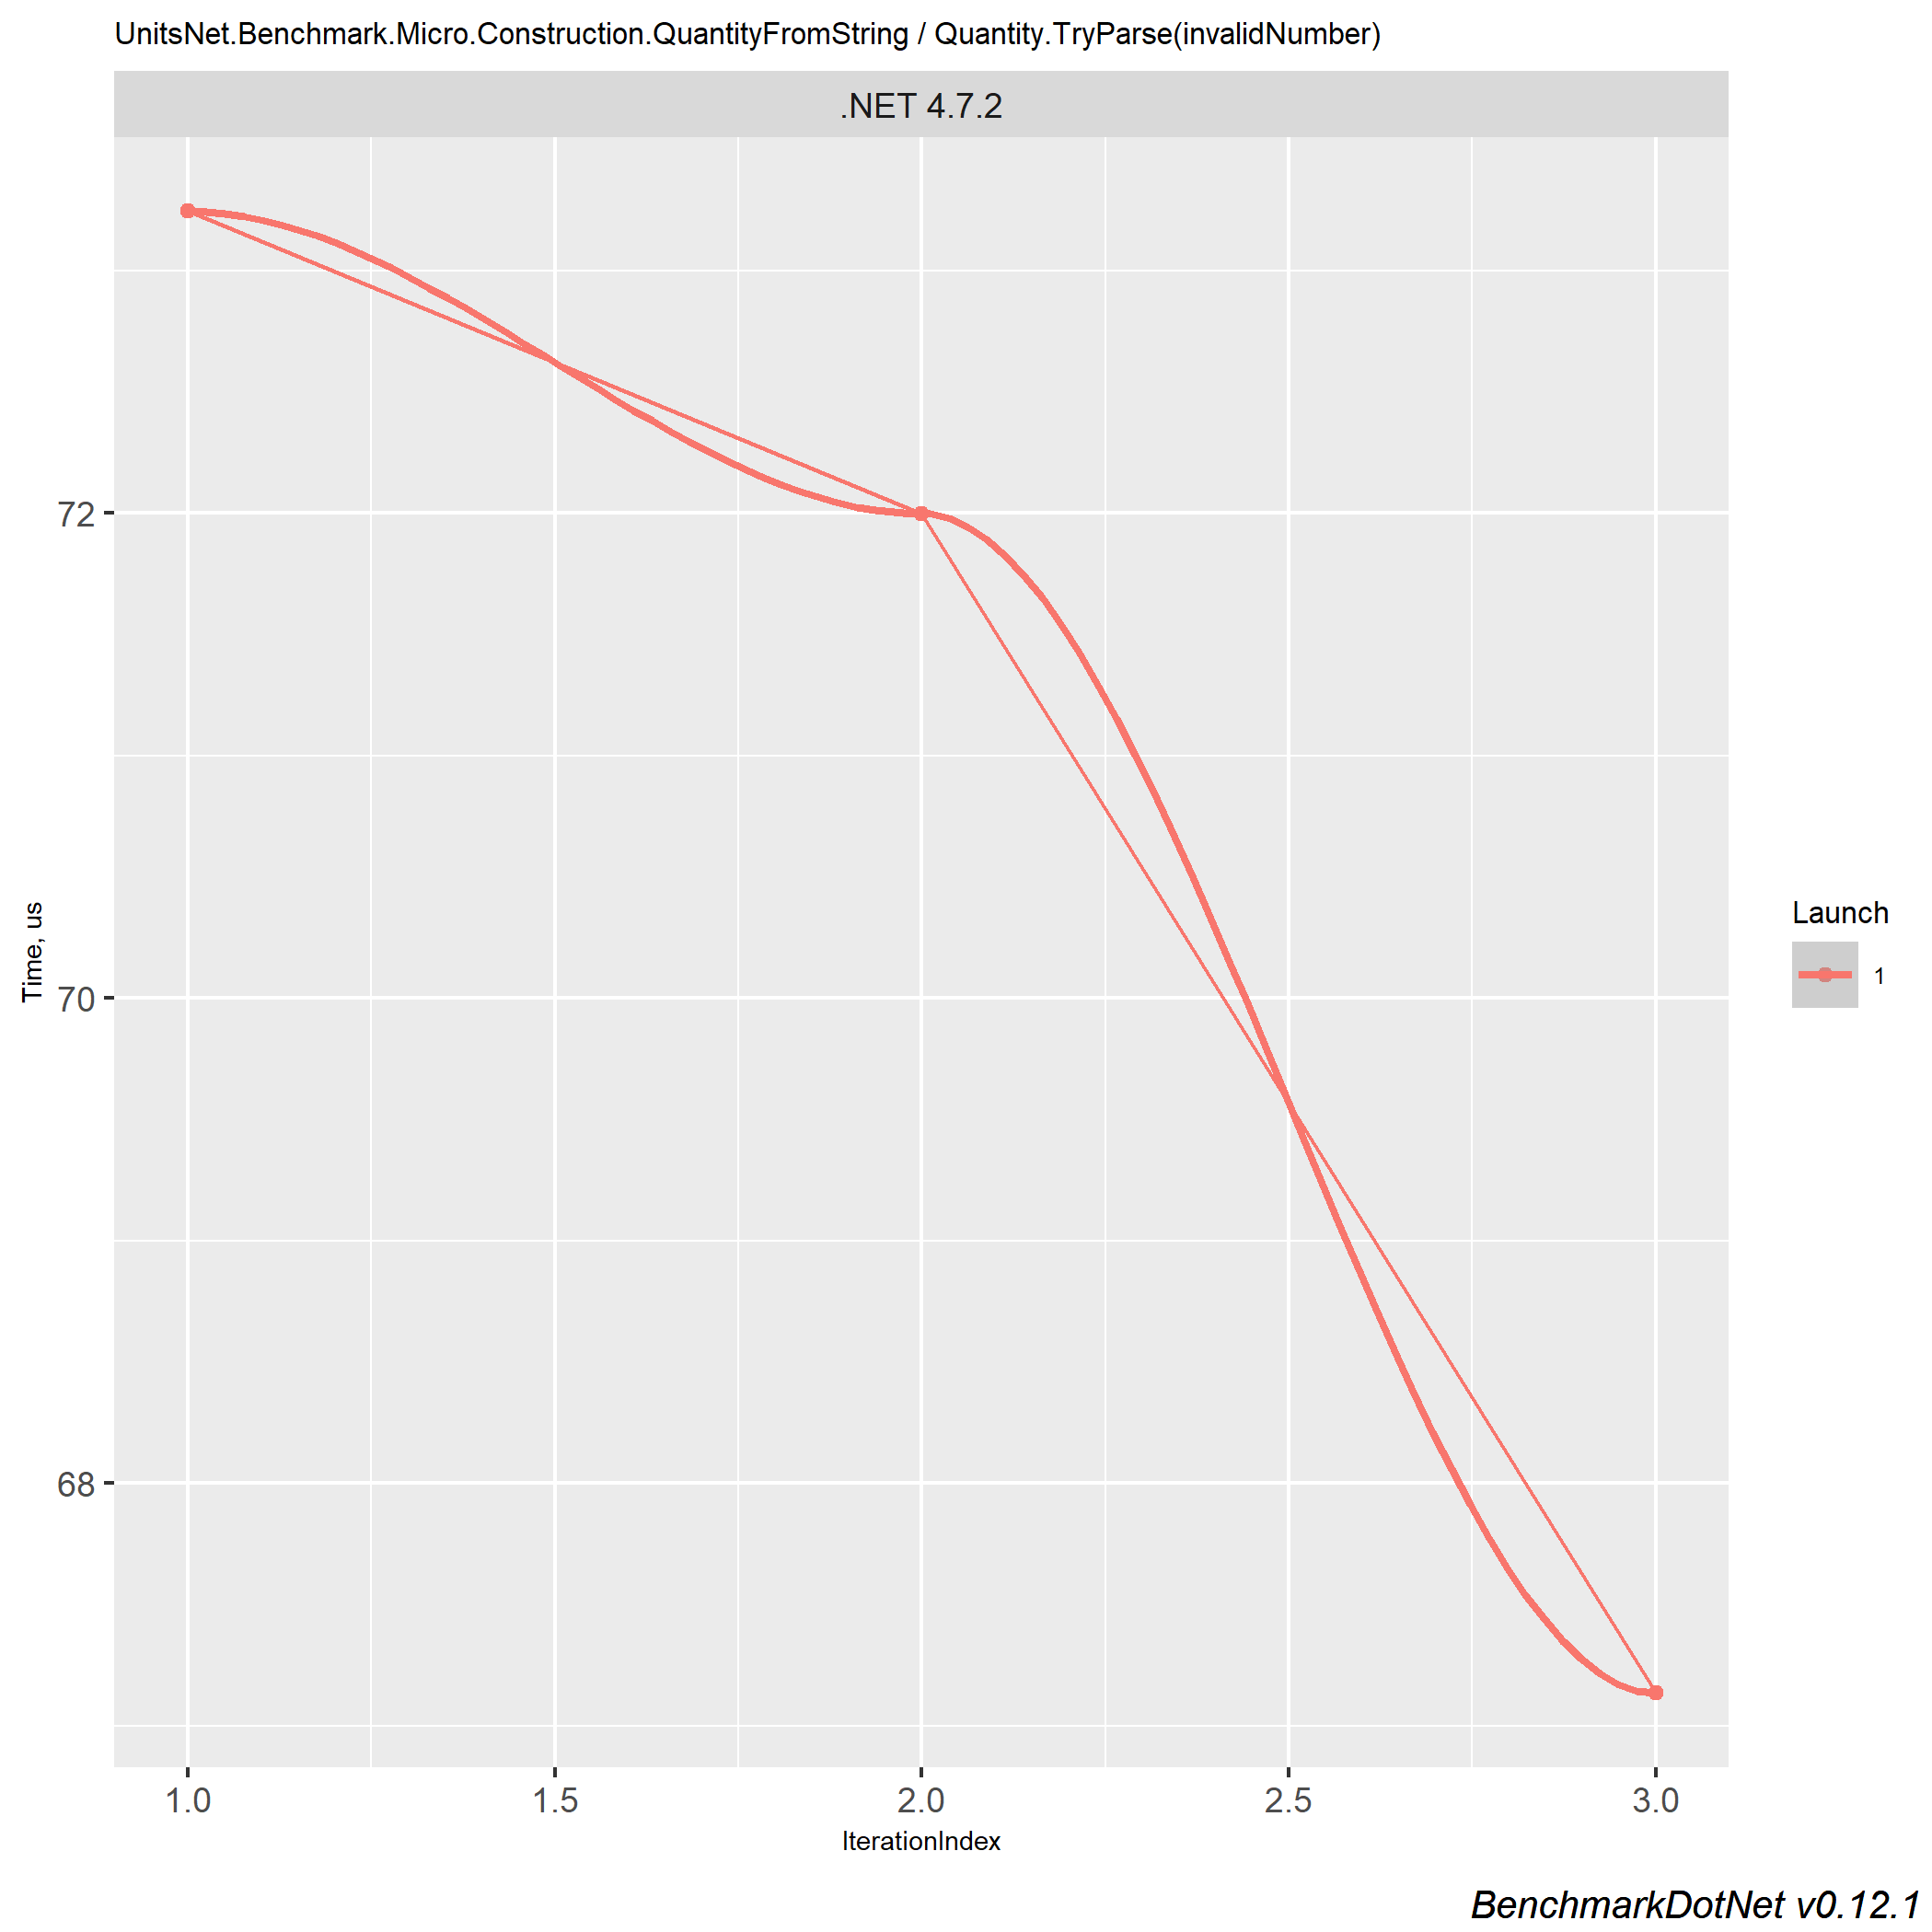 UnitsNet.Benchmark.Micro.Construction.QuantityFromString / Quantity.TryParse(invalidNumber)
.NET 4.7.2
72
70
68
Time, us
1.0 1.5 2.0 2.5 3.0
IterationIndex
Launch
1
BenchmarkDotNet v0.12.1